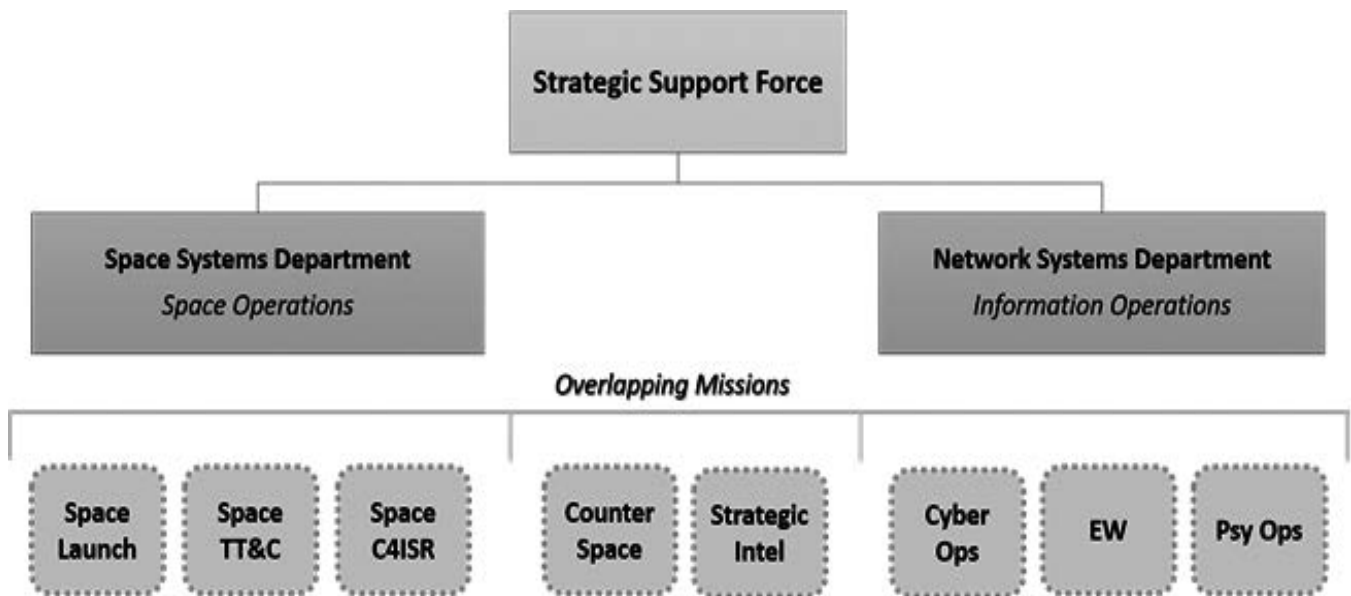 Strategic Support Force
Space Systems Department
Space Operations
Network Systems Department
Information Operations
Overlapping Missions
Space
Launch
Space
TT&C
Space
C4ISR
Counter
Space
Strategic
Intel
Cyber
Ops
EW
Psy Ops